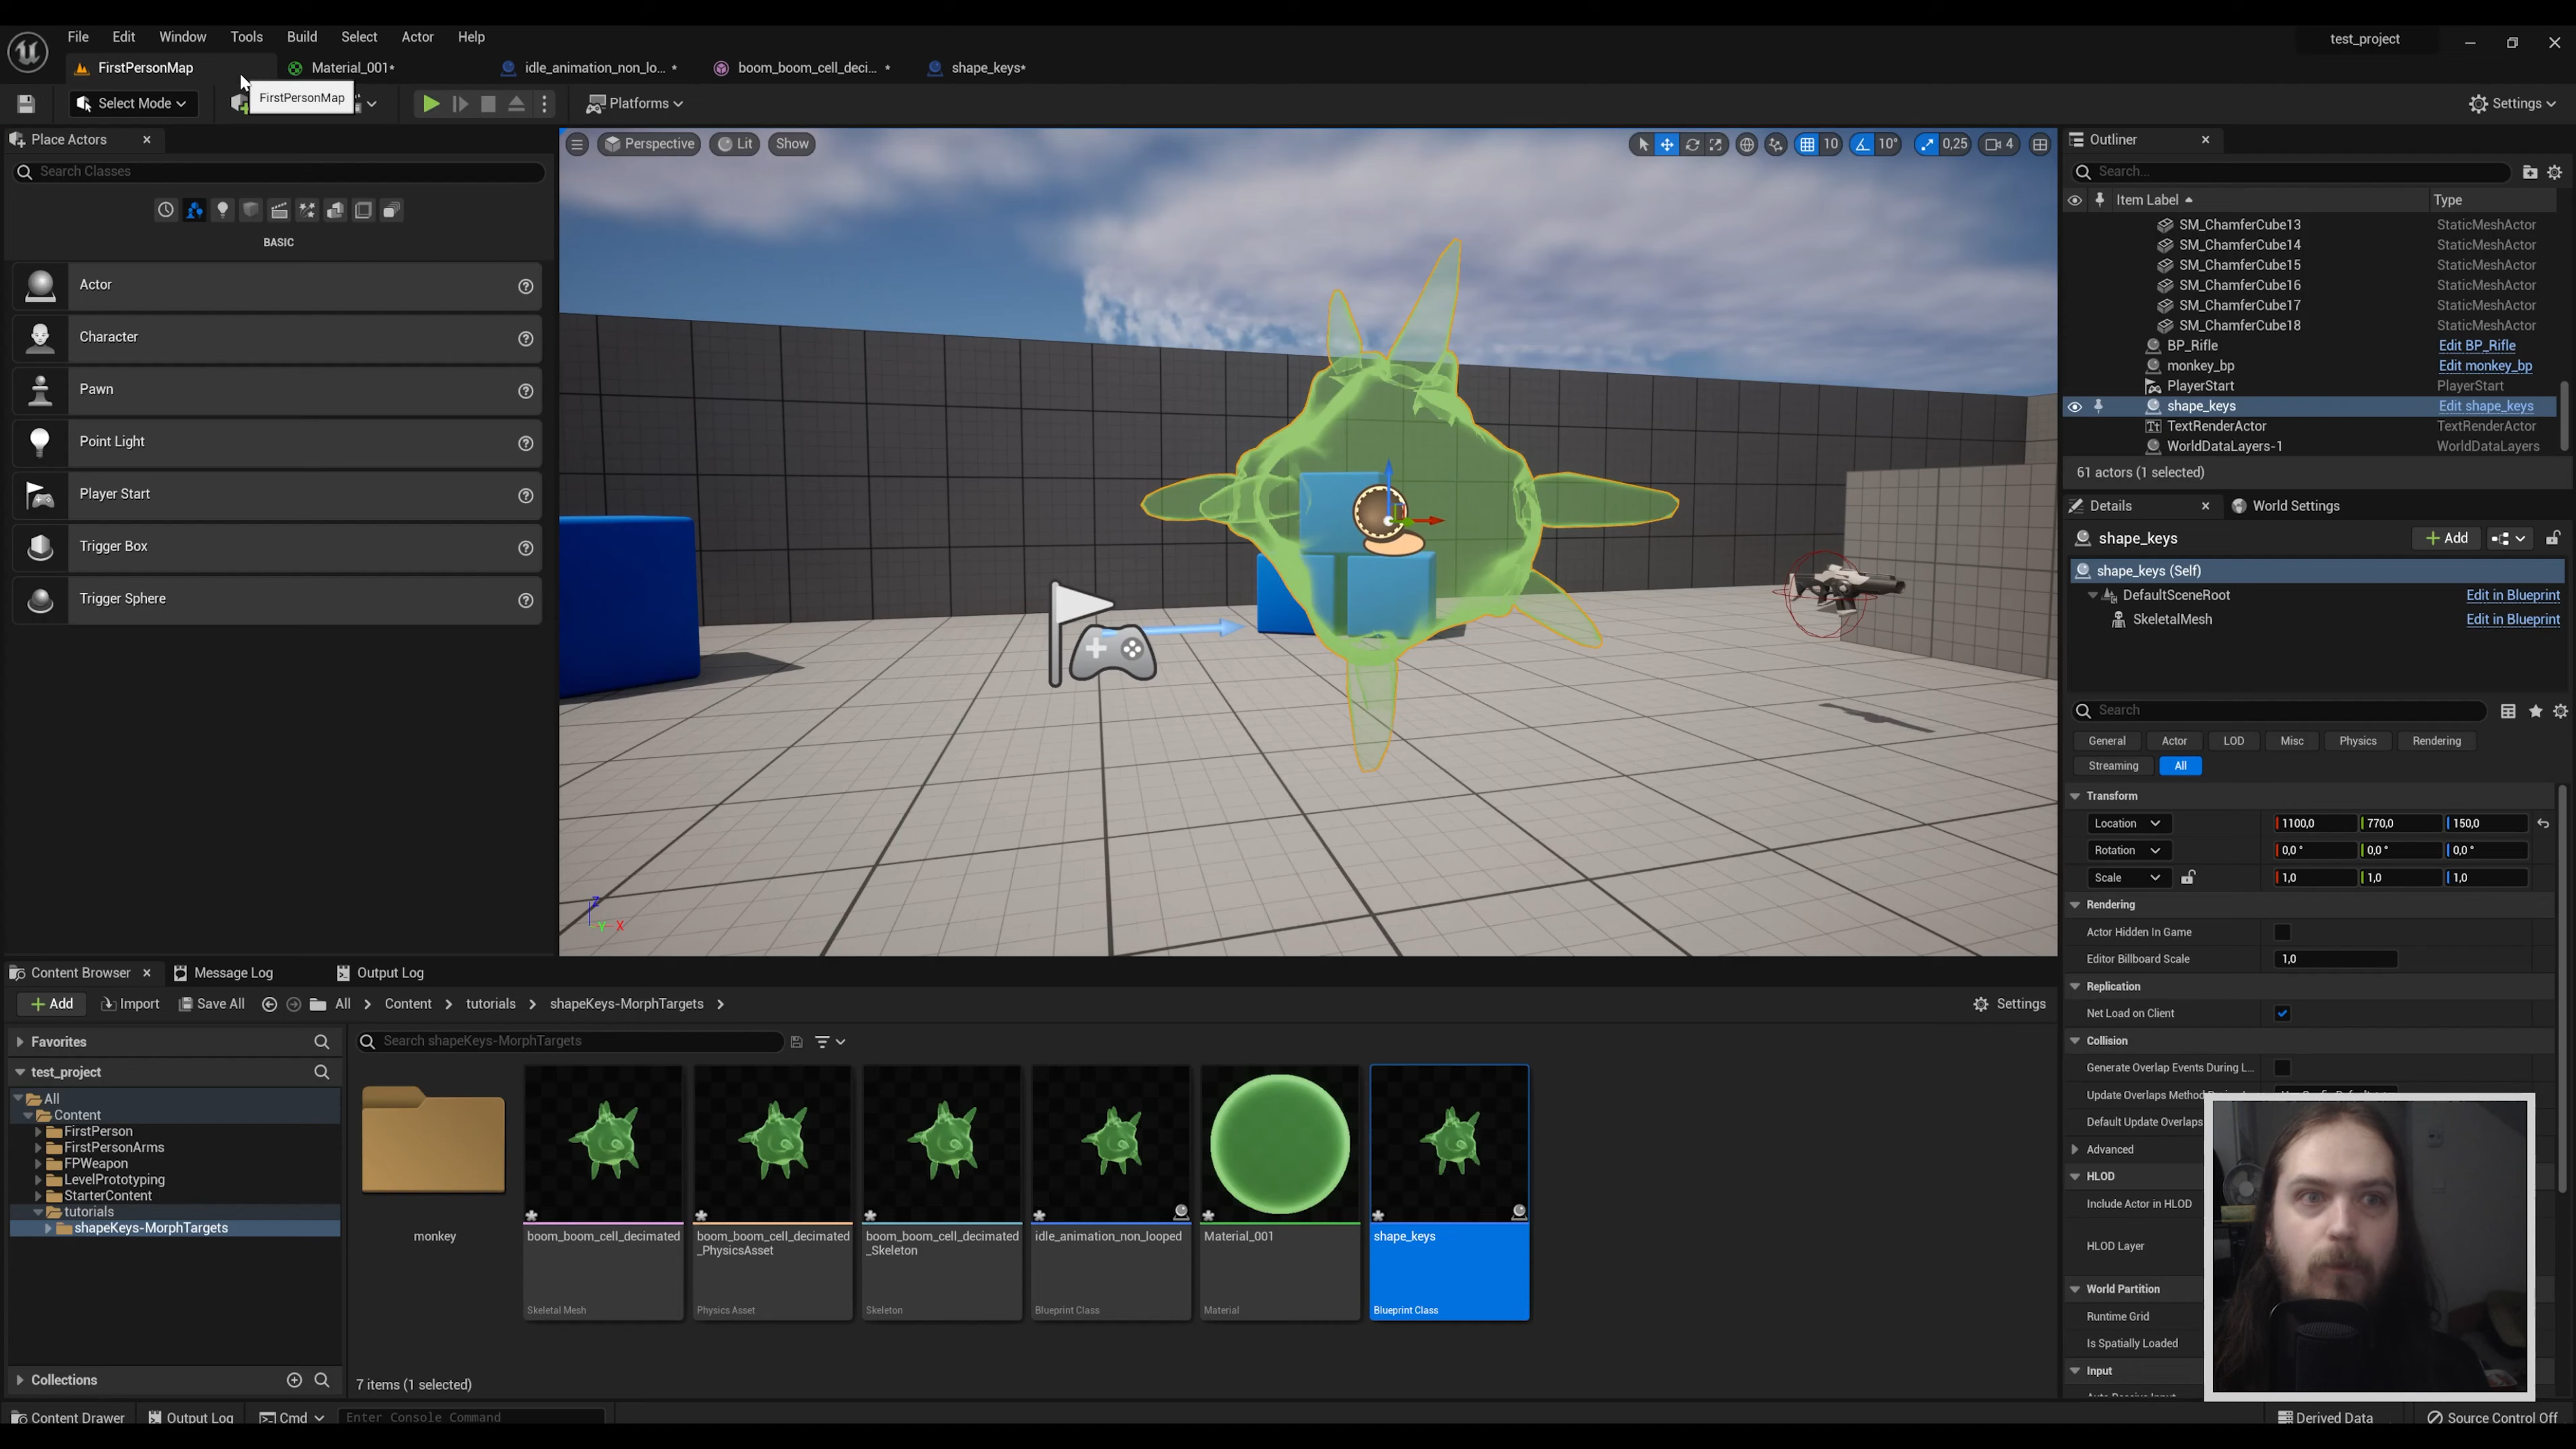 File Edit Window Tools Build Select Actor Help
test_project
FirstPersonMap
Material_001*
idle_animation_non_lo... *
boom_boom_cell_deci... *
shape_keys*
Select Mode
FirstPersonMap
Platforms
Settings
Place Actors
Search Classes
BASIC
Actor
Character
Pawn
Point Light
Player Start
Trigger Box
Trigger Sphere
Perspective
Lit
Show
10
10°
0,25
4
Z
Y X
Outliner
Search...
Item Label Type
SM_ChamferCube13 StaticMeshActor
SM_ChamferCube14 StaticMeshActor
SM_ChamferCube15 StaticMeshActor
SM_ChamferCube16 StaticMeshActor
SM_ChamferCube17 StaticMeshActor
SM_ChamferCube18 StaticMeshActor
BP_Rifle Edit BP_Rifle
monkey_bp Edit monkey_bp
PlayerStart PlayerStart
shape_keys Edit shape_keys
TextRenderActor TextRenderActor
WorldDataLayers-1 WorldDataLayers
61 actors (1 selected)
Details
World Settings
shape_keys
Add
shape_keys (Self)
DefaultSceneRoot Edit in Blueprint
SkeletalMesh Edit in Blueprint
Search
General Actor LOD Misc Physics Rendering
Streaming All
Transform
Location 1100,0 770,0 150,0
Rotation 0,0 ° 0,0 ° 0,0 °
Scale 1,0 1,0 1,0
Rendering
Actor Hidden In Game
Editor Billboard Scale 1,0
Replication
Net Load on Client
Collision
Generate Overlap Events During L...
Update Overlaps Method
Default Update Overlaps
Advanced
HLOD
Include Actor in HLOD
HLOD Layer
World Partition
Runtime Grid
Is Spatially Loaded
Input
Content Browser
Message Log
Output Log
Add
Import
Save All
All > Content > tutorials > shapeKeys-MorphTargets >
Settings
Favorites
test_project
All
Content
FirstPerson
FirstPersonArms
FPWeapon
LevelPrototyping
StarterContent
tutorials
shapeKeys-MorphTargets
Collections
Search shapeKeys-MorphTargets
monkey
boom_boom_cell_decimated
Skeletal Mesh
boom_boom_cell_decimated
_PhysicsAsset
Physics Asset
boom_boom_cell_decimated
_Skeleton
Skeleton
idle_animation_non_looped
Blueprint Class
Material_001
Material
shape_keys
Blueprint Class
7 items (1 selected)
Content Drawer
Output Log
Cmd
Enter Console Command
Derived Data
Source Control Off